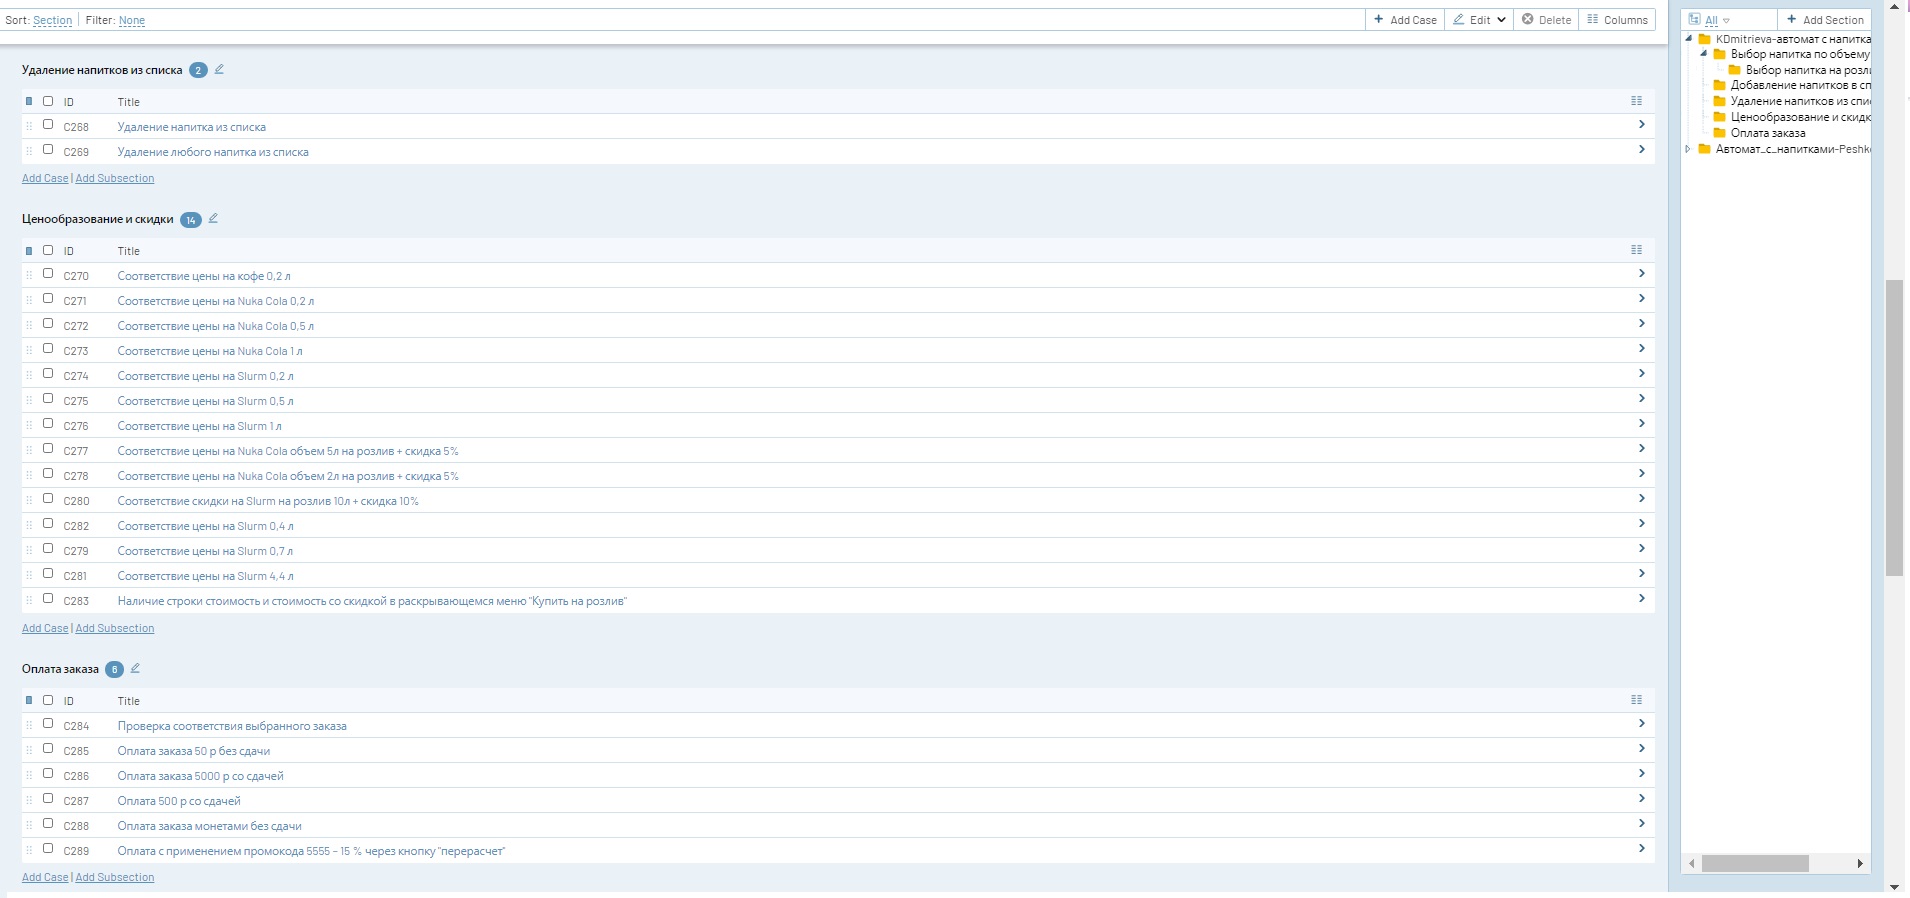 Sort: Section | Filter: None
Add Case Edit Delete Columns
Удаление напитков из списка 2
ID Title
C268 Удаление напитка из списка
C269 Удаление любого напитка из списка
Add Case | Add Subsection
Ценообразование и скидки 14
ID Title
C270 Соответствие цены на кофе 0,2 л
C271 Соответствие цены на Nuka Cola 0,2 л
C272 Соответствие цены на Nuka Cola 0,5 л
C273 Соответствие цены на Nuka Cola 1 л
C274 Соответствие цены на Slurm 0,2 л
C275 Соответствие цены на Slurm 0,5 л
C276 Соответствие цены на Slurm 1 л
C277 Соответствие цены на Nuka Cola объем 5л на розлив + скидка 5%
C278 Соответствие цены на Nuka Cola объем 2л на розлив + скидка 5%
C280 Соответствие скидки на Slurm на розлив 10л + скидка 10%
C282 Соответствие цены на Slurm 0,4 л
C279 Соответствие цены на Slurm 0,7 л
C281 Соответствие цены на Slurm 4,4 л
C283 Наличие строки стоимость и стоимость со скидкой в раскрывающемся меню "Купить на розлив"
Add Case | Add Subsection
Оплата заказа 6
ID Title
C284 Проверка соответствия выбранного заказа
C285 Оплата заказа 50 р без сдачи
C286 Оплата заказа 5000 р со сдачей
C287 Оплата 500 р со сдачей
C288 Оплата заказа монетами без сдачи
C289 Оплата с применением промокода 5555 - 15 % через кнопку "перерасчет"
Add Case | Add Subsection
All Add Section
KDmitrieva-автомат с напитка
Выбор напитка по объему
Выбор напитка на розли
Добавление напитков в сп
Удаление напитков из спи
Ценообразование и скидк
Оплата заказа
Автомат_с_напитками-Peshk